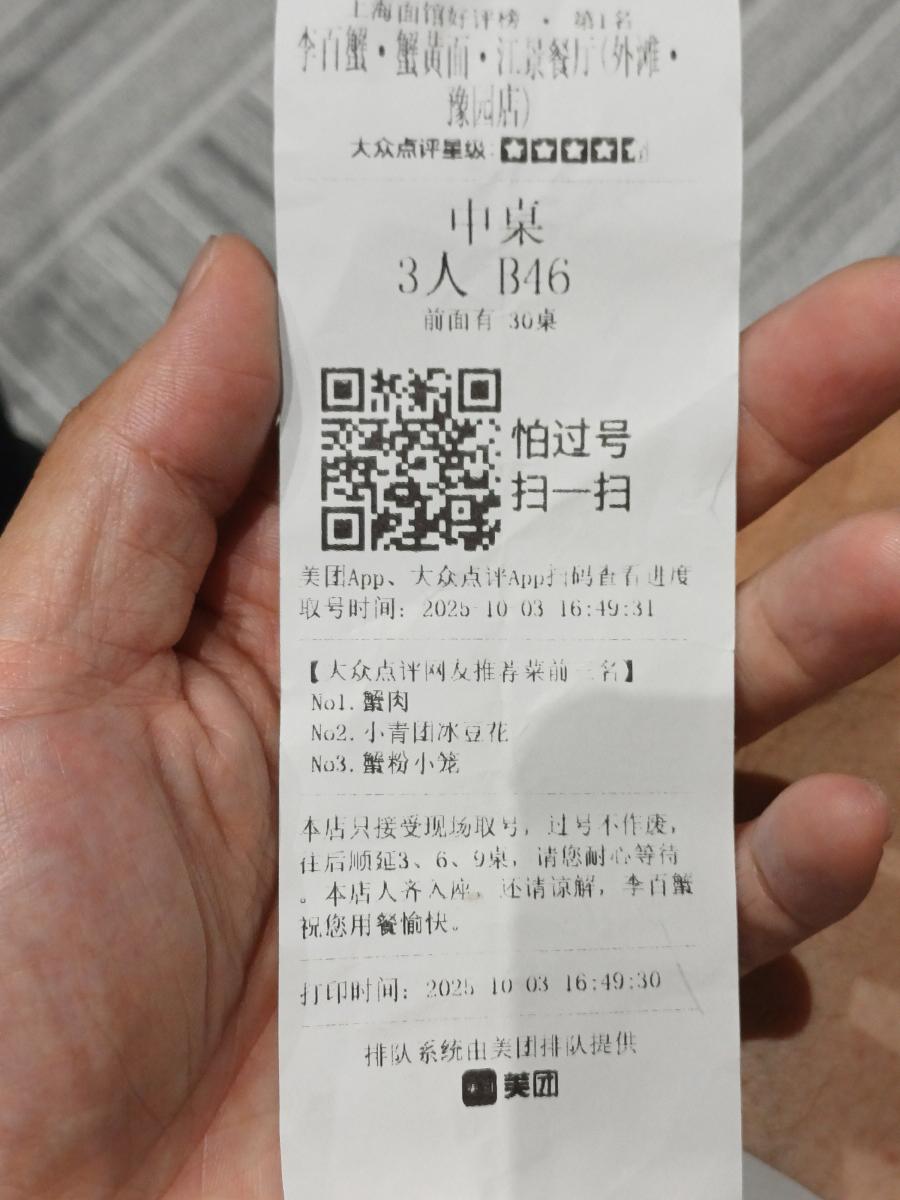 上海面馆好评榜 · 第1名
李百蟹·蟹黄面·江景餐厅(外滩·
豫园店)
大众点评星级:
中桌
3人 B46
前面有 30桌
怕过号
扫一扫
美团App、大众点评App扫码查看进度
取号时间: 2025-10-03 16:49:31
【大众点评网友推荐菜前三名】
No1.蟹肉
No2.小青团冰豆花
No3.蟹粉小笼
本店只接受现场取号, 过号不作废,
往后顺延3、6、9桌, 请您耐心等待
。本店人齐入座, 还请谅解, 李百蟹
祝您用餐愉快。
打印时间: 2025-10-03 16:49:30
排队系统由美团排队提供
美团